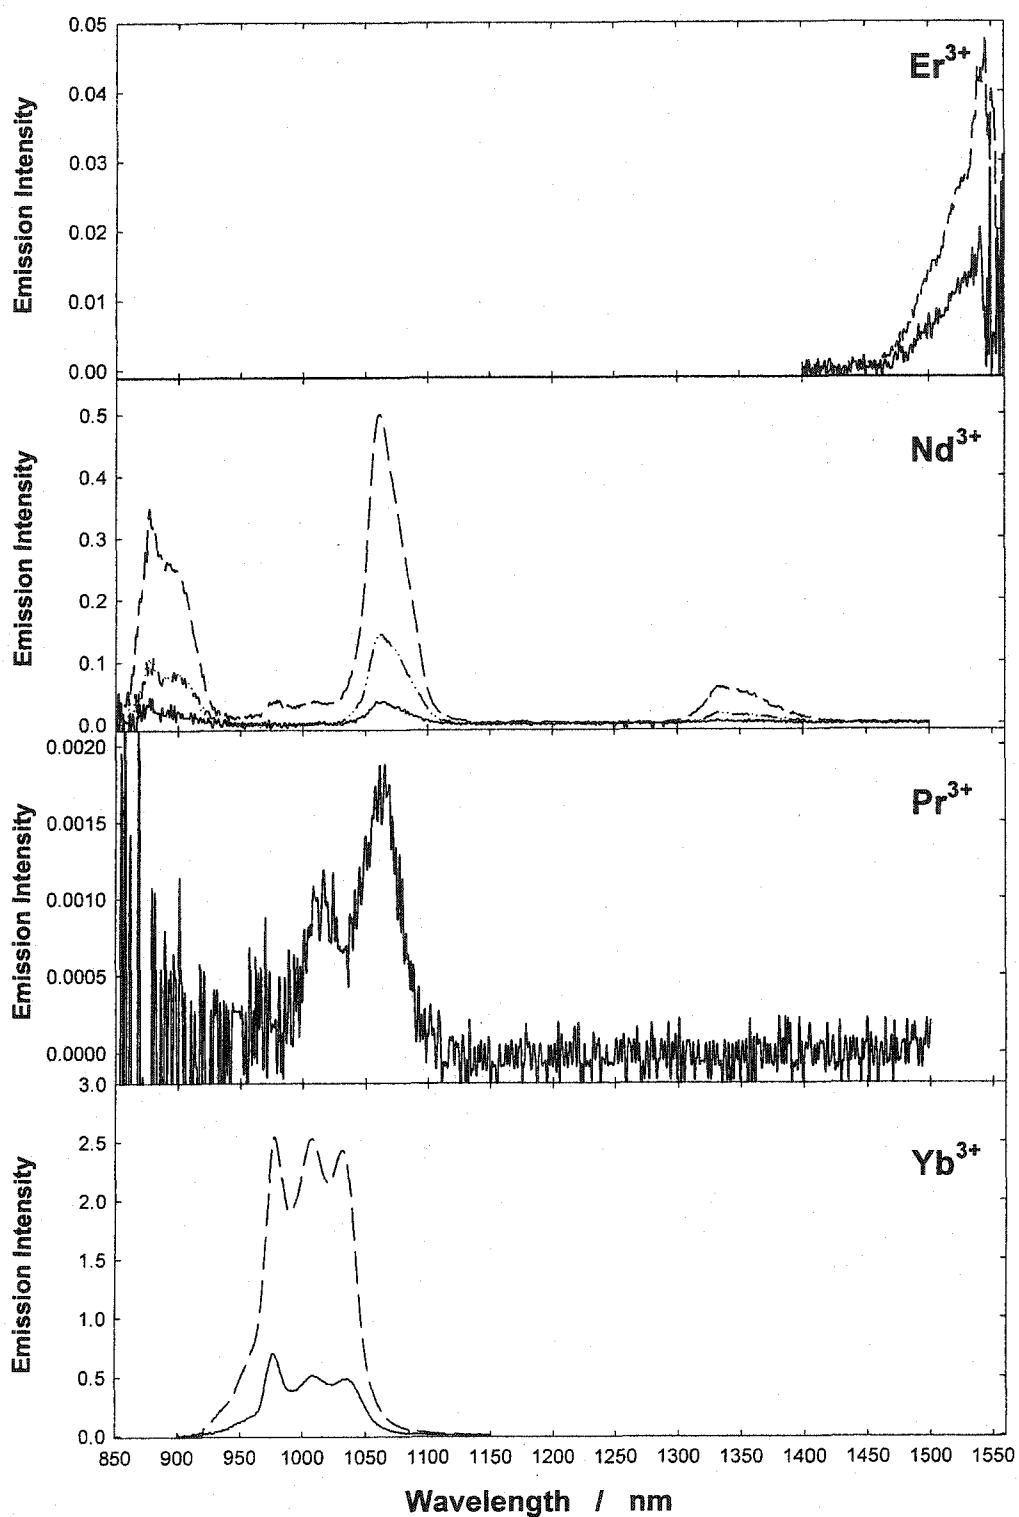 0.05
Er3+
0.04
0.03
0.02
0.01
0.00
Emission Intensity
0.5
Nd3+
0.4
0.3
0.2
0.1
0.0
Emission Intensity
0.0020
Pr3+
0.0015
0.0010
0.0005
0.0000
Emission Intensity
3.0
2.5
Yb3+
2.0
1.5
1.0
0.5
0.0
Emission Intensity
850 900 950 1000 1050 1100 1150 1200 1250 1300 1350 1400 1450 1500 1550
Wavelength / nm